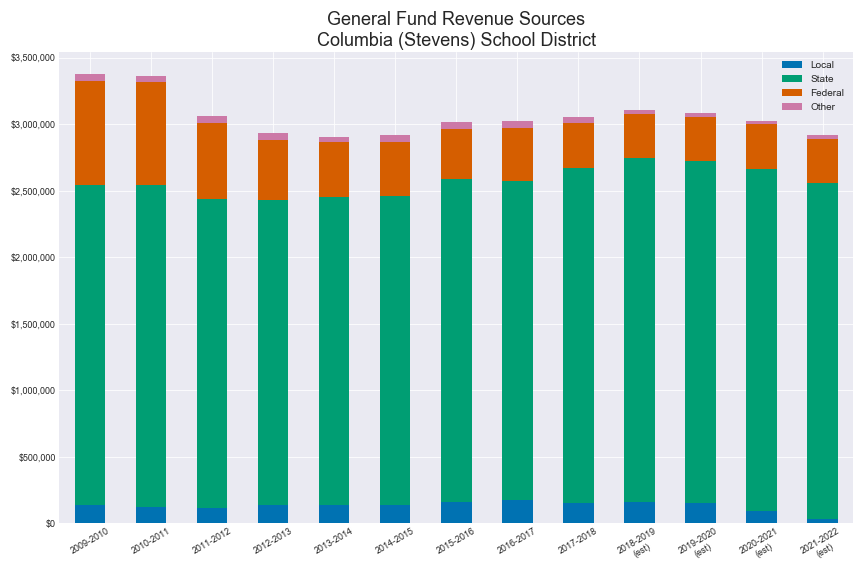 General Fund Revenue Sources
Columbia (Stevens) School District
$3,500,000
$3,000,000
$2,500,000
$2,000,000
$1,500,000
$1,000,000
$500,000
$0
Local
State
Federal
Other
2009-2010
2010-2011
2011-2012
2012-2013
2013-2014
2014-2015
2015-2016
2016-2017
2017-2018
2018-2019
(est)
2019-2020
(est)
2020-2021
(est)
2021-2022
(est)